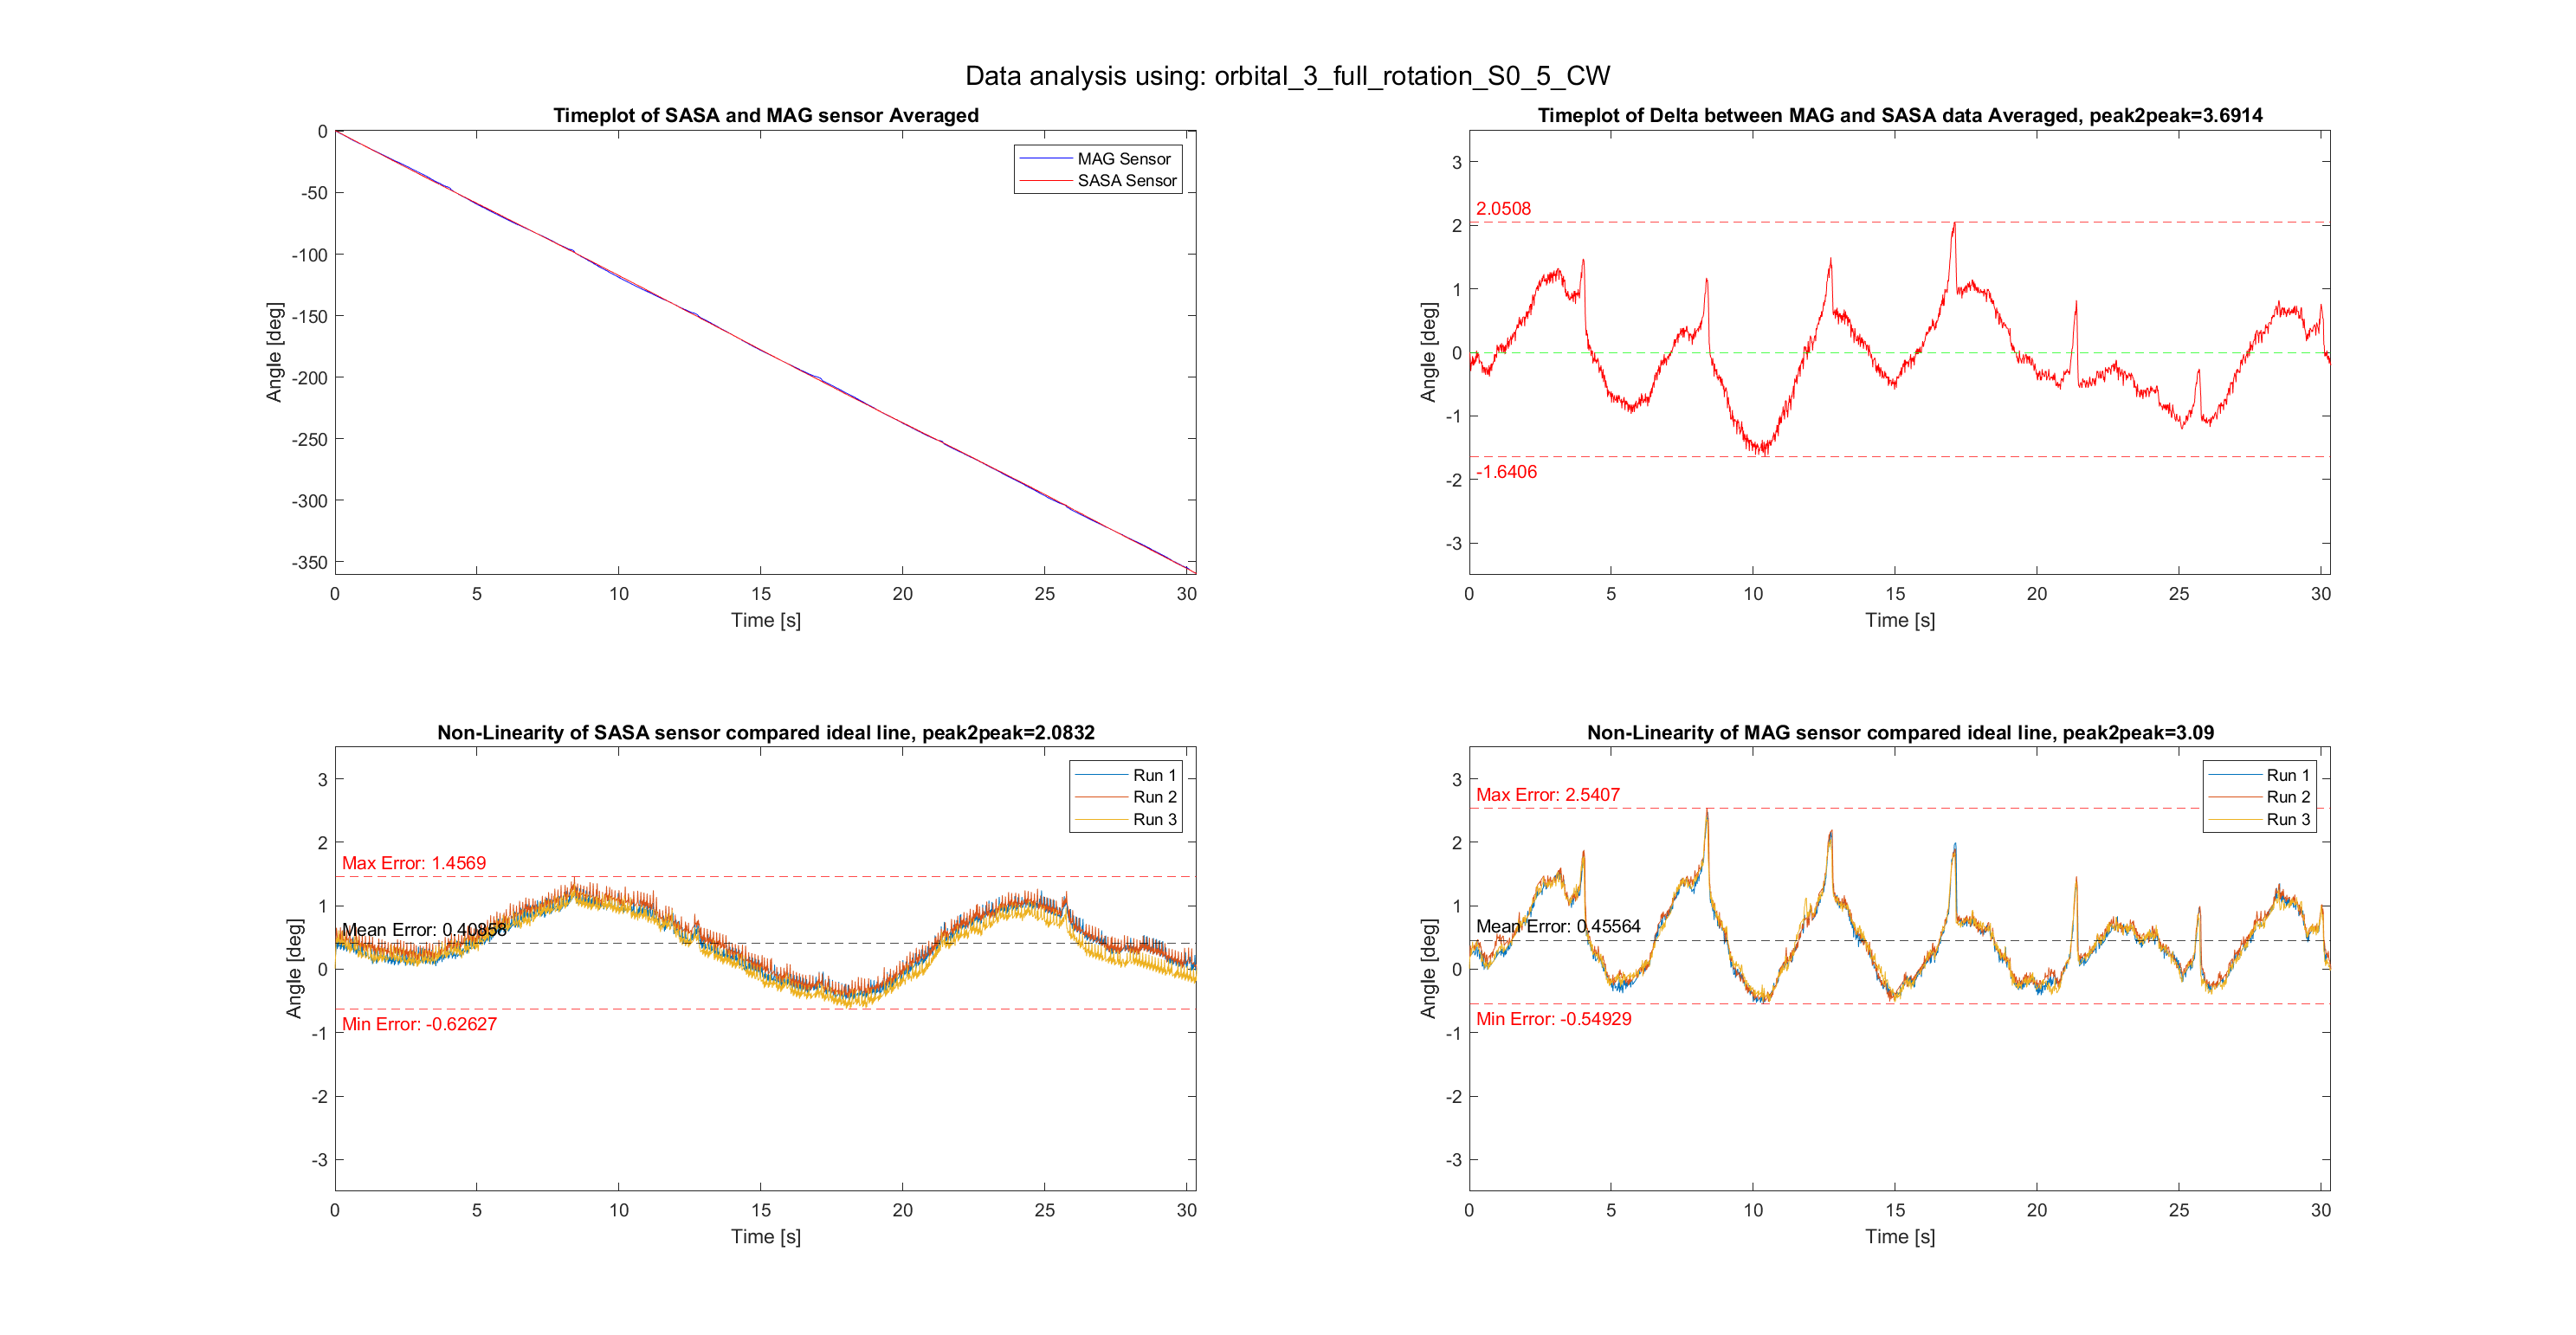 Data analysis using: orbital_3_full_rotation_S0_5_CW
Timeplot of SASA and MAG sensor Averaged
0
-50
-100
-150
-200
-250
-300
-350
Angle [deg]
MAG Sensor
SASA Sensor
0 5 10 15 20 25 30
Time [s]
Timeplot of Delta between MAG and SASA data Averaged, peak2peak=3.6914
3
2
1
0
-1
-2
-3
Angle [deg]
2.0508
-1.6406
0 5 10 15 20 25 30
Time [s]
Non-Linearity of SASA sensor compared ideal line, peak2peak=2.0832
3
2
1
0
-1
-2
-3
Angle [deg]
Run 1
Run 2
Run 3
Max Error: 1.4569
Mean Error: 0.40858
Min Error: -0.62627
0 5 10 15 20 25 30
Time [s]
Non-Linearity of MAG sensor compared ideal line, peak2peak=3.09
3
2
1
0
-1
-2
-3
Angle [deg]
Run 1
Run 2
Run 3
Max Error: 2.5407
Mean Error: 0.45564
Min Error: -0.54929
0 5 10 15 20 25 30
Time [s]